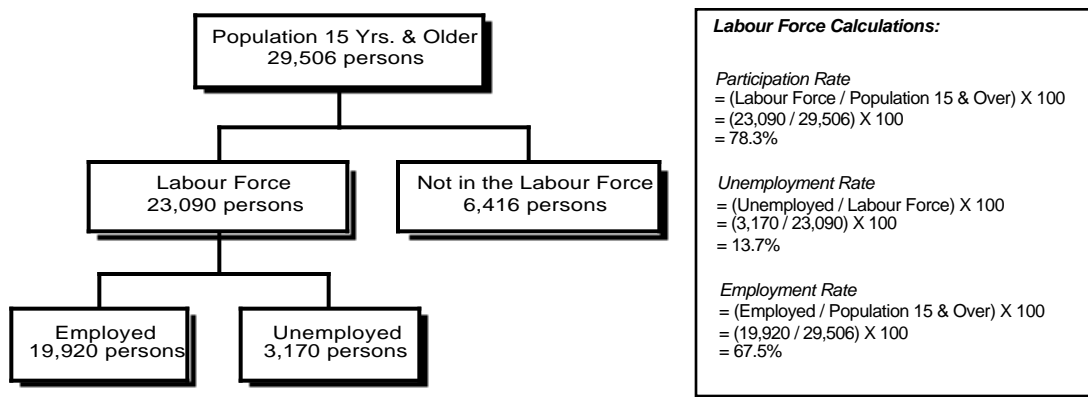 Population 15 Yrs. & Older
29,506 persons
Labour Force
23,090 persons
Not in the Labour Force
6,416 persons
Employed
19,920 persons
Unemployed
3,170 persons
Labour Force Calculations:
Participation Rate
= (Labour Force / Population 15 & Over) X 100
= (23,090 / 29,506) X 100
= 78.3%
Unemployment Rate
= (Unemployed / Labour Force) X 100
= (3,170 / 23,090) X 100
= 13.7%
Employment Rate
= (Employed / Population 15 & Over) X 100
= (19,920 / 29,506) X 100
= 67.5%